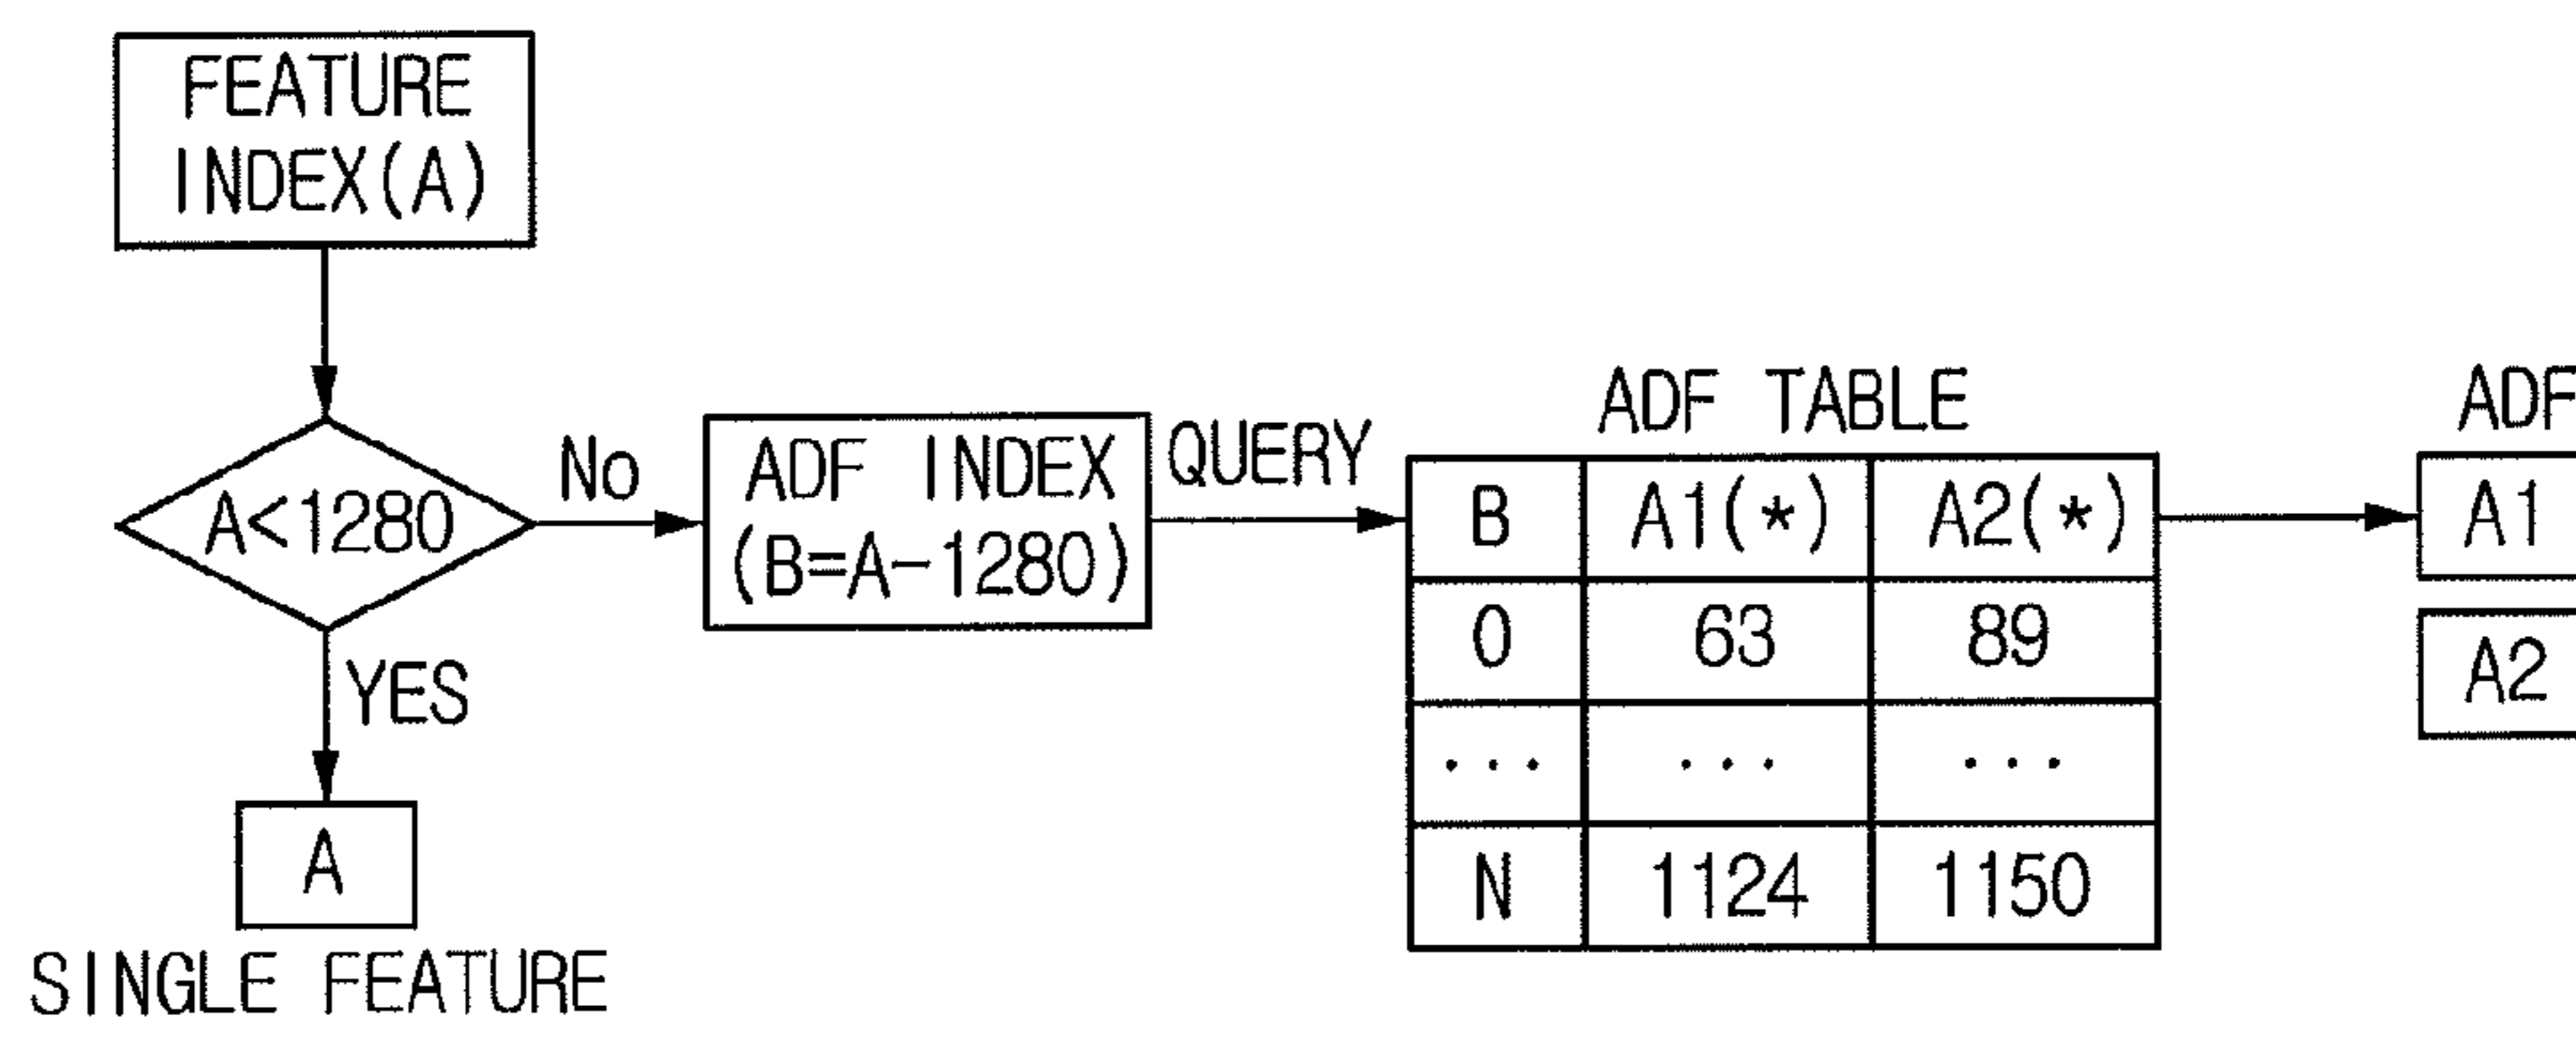 FEATURE
INDEX(A)
A<1280
No
YES
A
SINGLE FEATURE
ADF INDEX
(B=A-1280)
QUERY
ADF TABLE
B A1(*) A2(*)
0 63 89
... ... ...
N 1124 1150
ADF
A1
A2